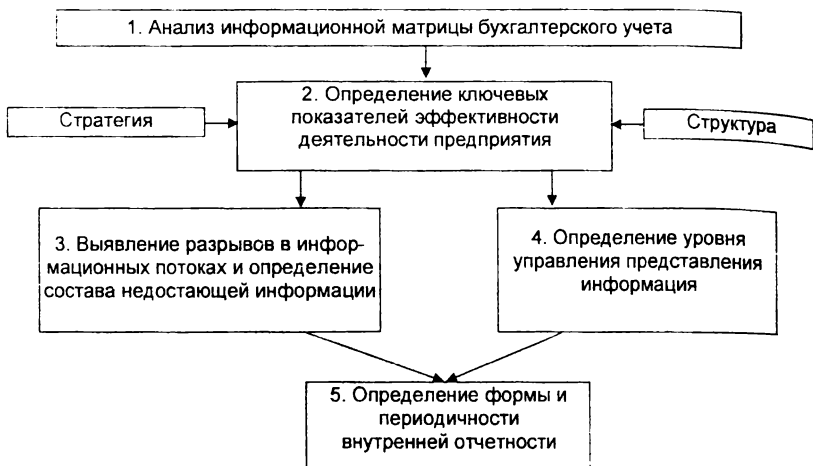 1. Анализ информационной матрицы бухгалтерского учета
2. Определение ключевых
показателей эффективности
деятельности предприятия
Стратегия
Структура
3. Выявление разрывов в инфор-
мационных потоках и определение
состава недостающей информации
4. Определение уровня
управления представления
информация
5. Определение формы и
периодичности
внутренней отчетности